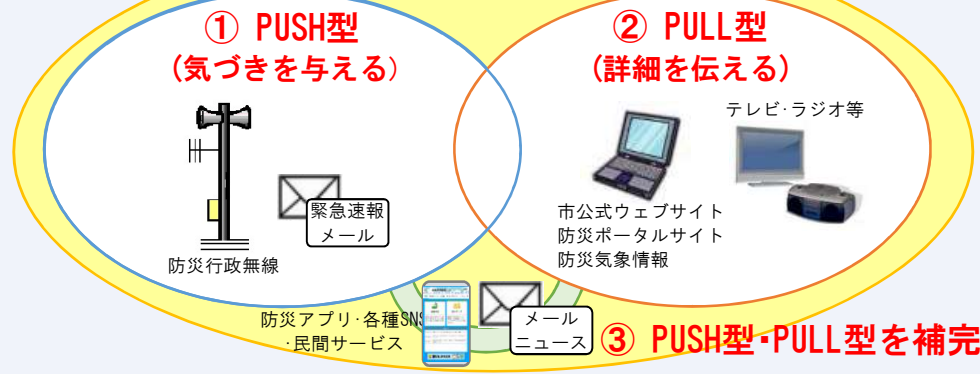 ① PUSH型
(気づきを与える)
緊急速報
メール
防災行政無線
② PULL型
(詳細を伝える)
テレビ･ラジオ等
市公式ウェブサイト
防災ポータルサイト
防災気象情報
防災アプリ･各種SNS
･民間サービス
メール
ニュース
③ PUSH型･PULL型を補完